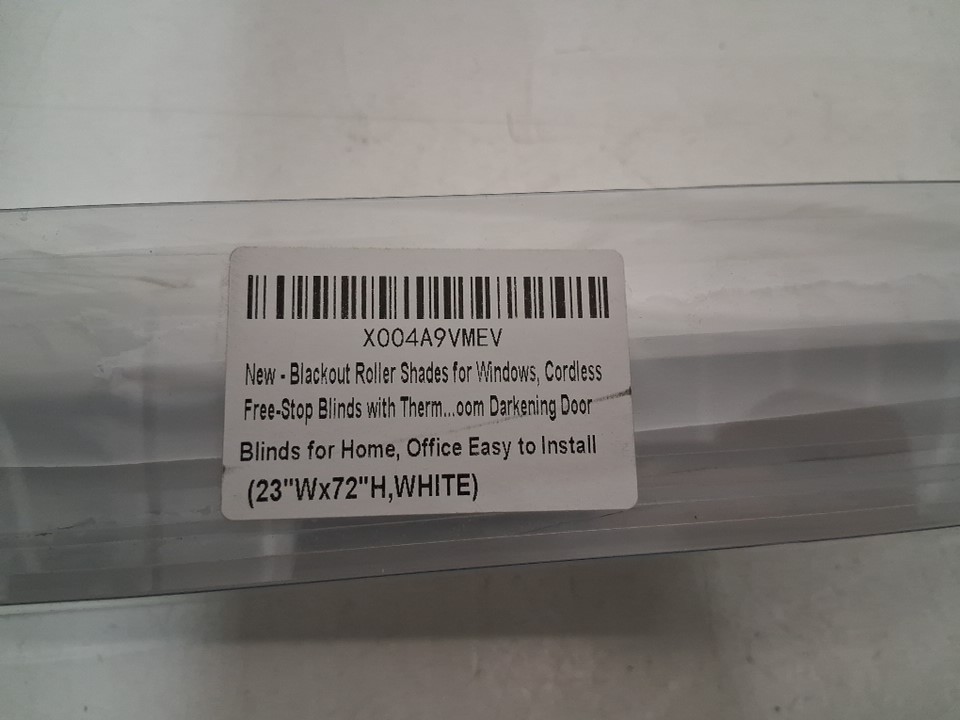 X004A9VMEV
New - Blackout Roller Shades for Windows, Cordless
Free-Stop Blinds with Therm...oom Darkening Door
Blinds for Home, Office Easy to Install
(23"Wx72"H,WHITE)